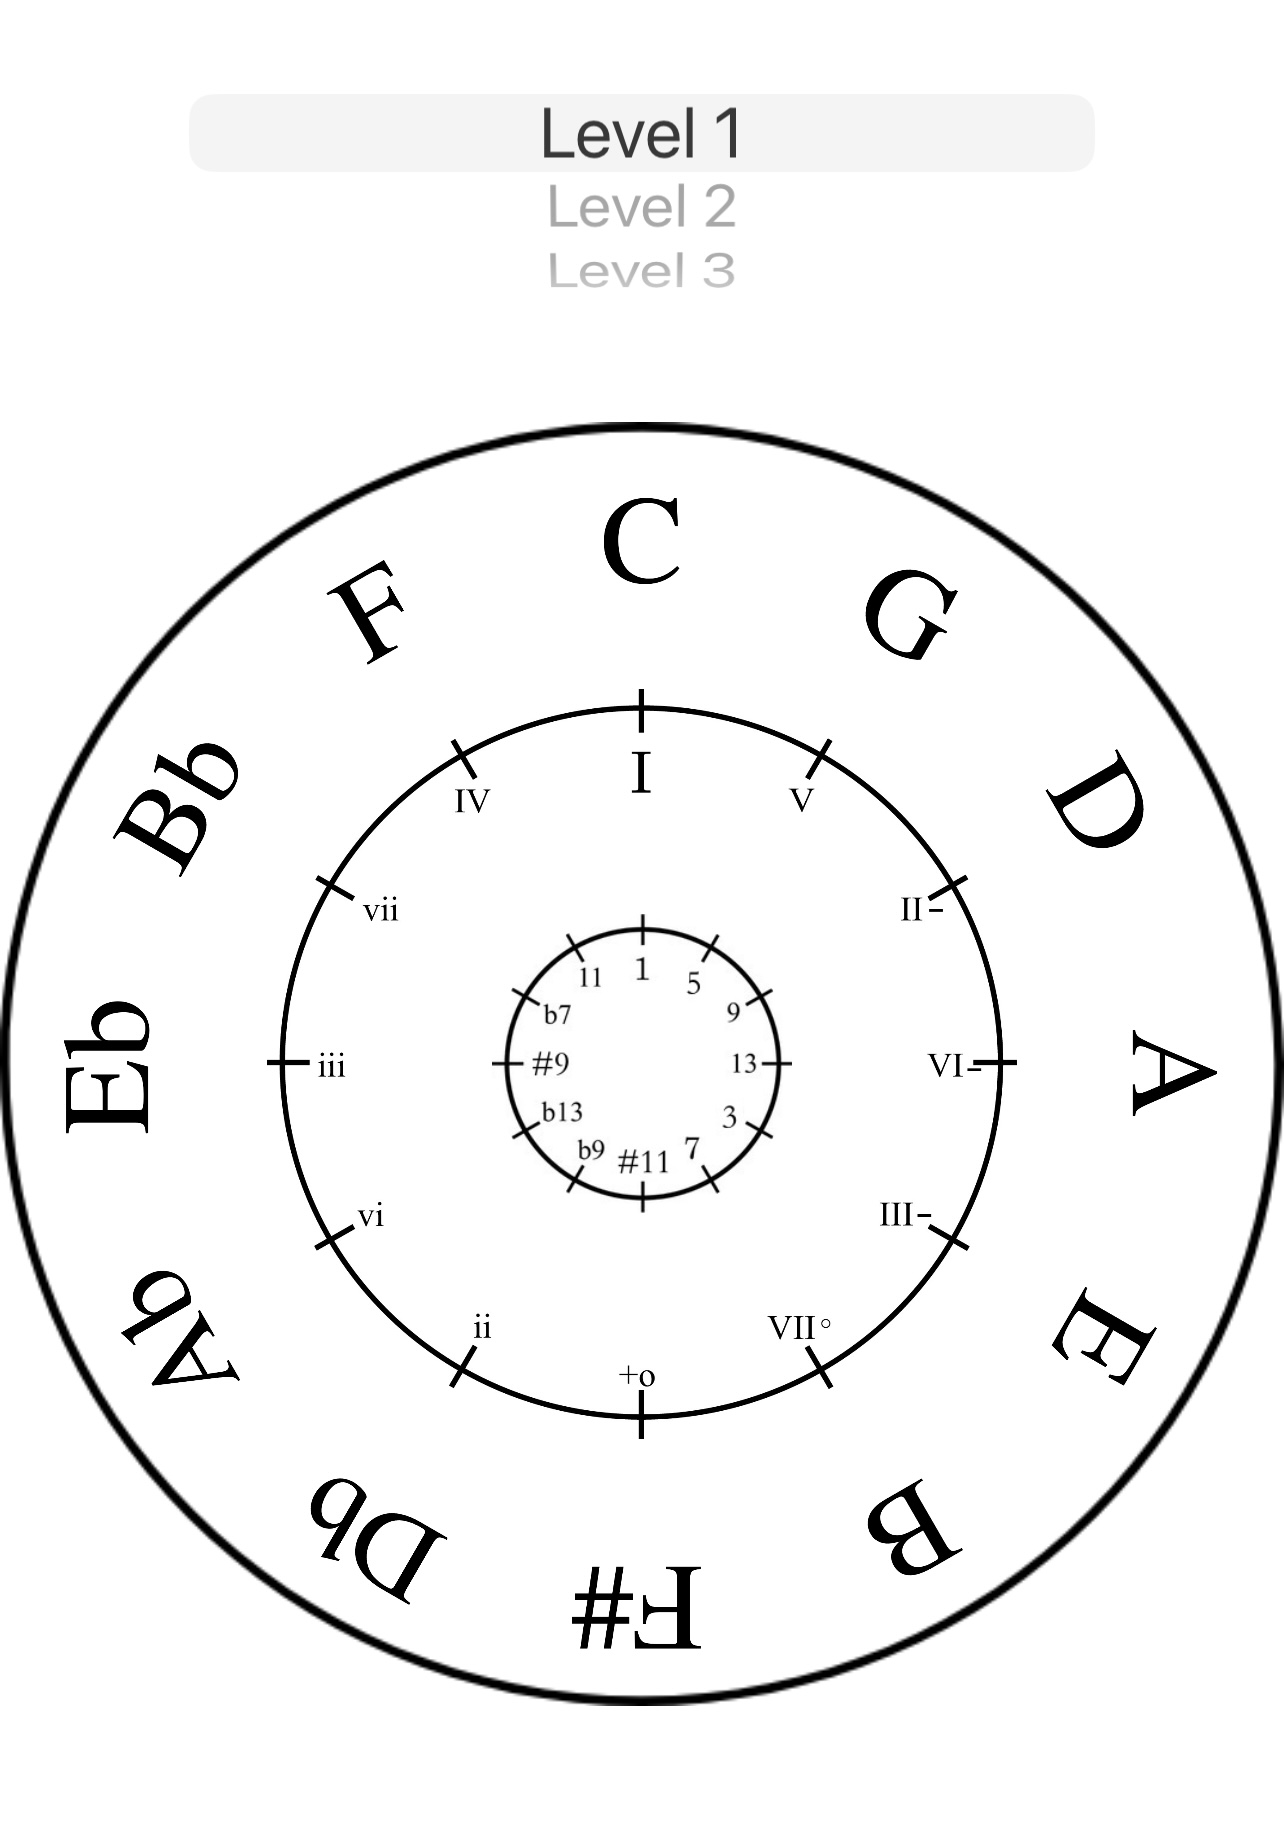 Level 1
Level 2
Level 3
C
G
D
A
E
B
F#
Db
Ab
Eb
Bb
F
I
V
II-
VI-
III-
VII°
+o
ii
vi
iii
vii
IV
1
5
9
13
3
7
#11
b9
b13
#9
b7
11